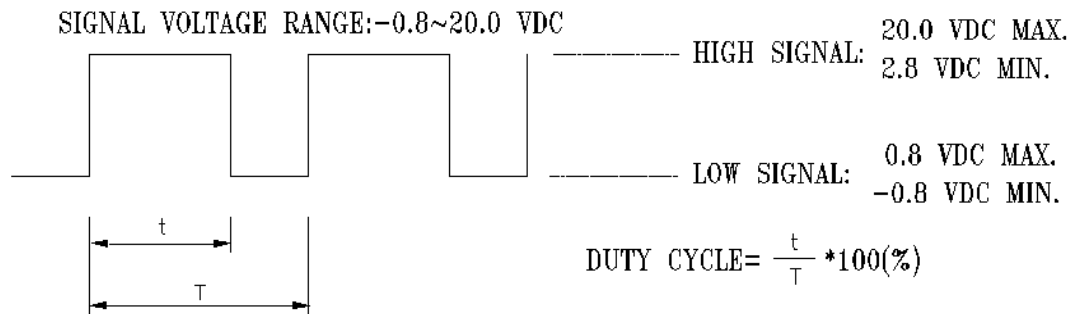 SIGNAL VOLTAGE RANGE:-0.8~20.0 VDC
HIGH SIGNAL: 20.0 VDC MAX.
2.8 VDC MIN.
LOW SIGNAL: 0.8 VDC MAX.
-0.8 VDC MIN.
t
T
DUTY CYCLE= t/T *100(%)